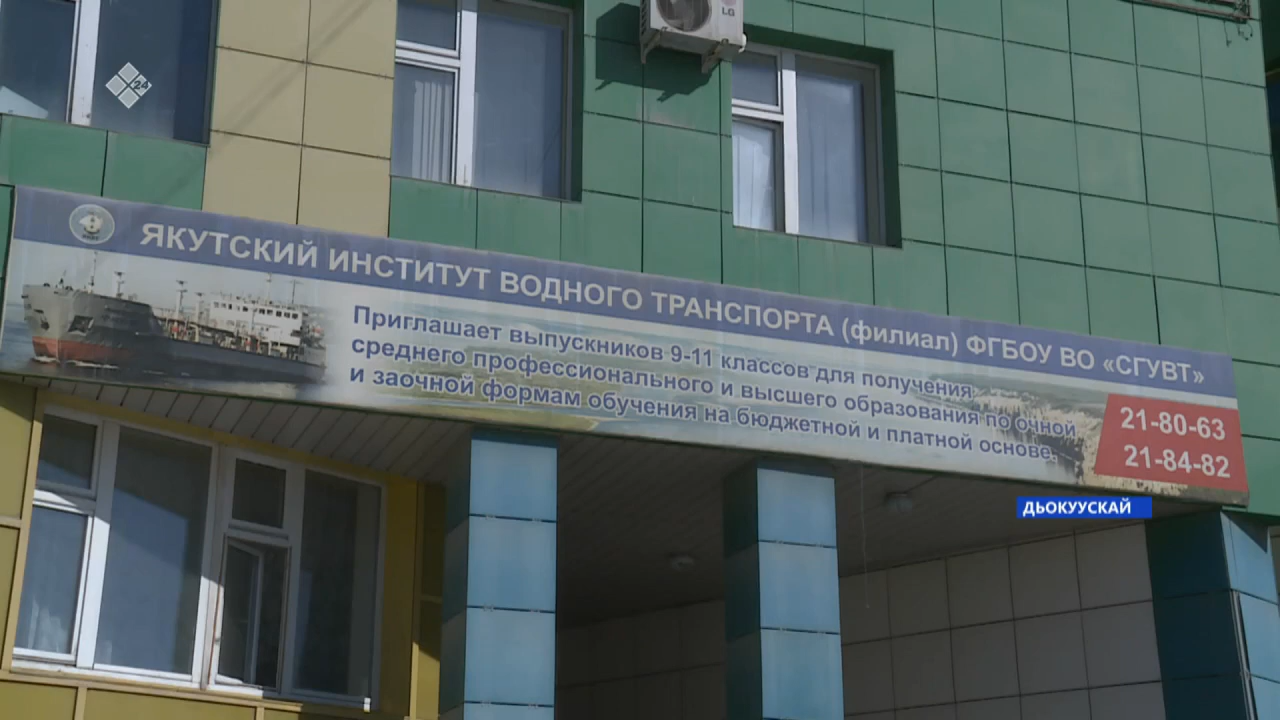 LG
24
ЯКУТСКИЙ ИНСТИТУТ ВОДНОГО ТРАНСПОРТА (филиал) ФГБОУ ВО «СГУВТ»
Приглашает выпускников 9-11 классов для получения
среднего профессионального и высшего образования по очной
и заочной формам обучения на бюджетной и платной основе.
21-80-63
21-84-82
ДЬОКУУСКАЙ